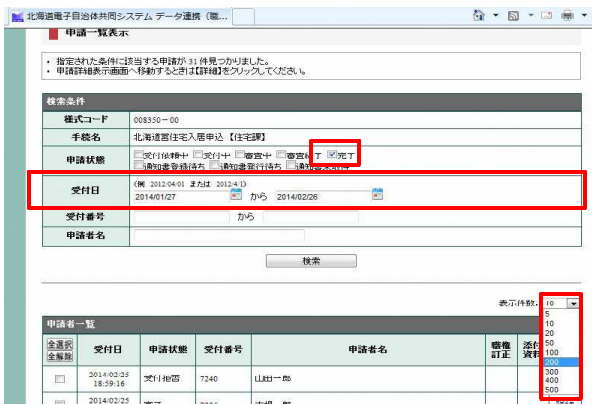 北海道電子自治体共同システム データ連携（職...
申請一覧表示
・ 指定された条件に該当する申請が 31 件見つかりました。
・ 申請詳細表示画面へ移動するときは【詳細】をクリックしてください。
検索条件
様式コード 008350－00
手続名 北海道営住宅入居申込【住宅課】
申請状態 受付依頼中 受付中 審査中 審査終了 完了
通知書登録待ち 通知書発行待ち
受付日 (例 2012/04/01 または 2012/4/1)
2014/01/27 から 2014/02/26
受付番号 から
申請者名
検索
表示件数: 10
5
10
20
50
100
200
300
400
500
申請者一覧
全選択
全解除
受付日 申請状態 受付番号 申請者名 職権訂正 添付資料
2014/02/25
18:59:16
受付拒否 7240 山田一郎
2014/02/25